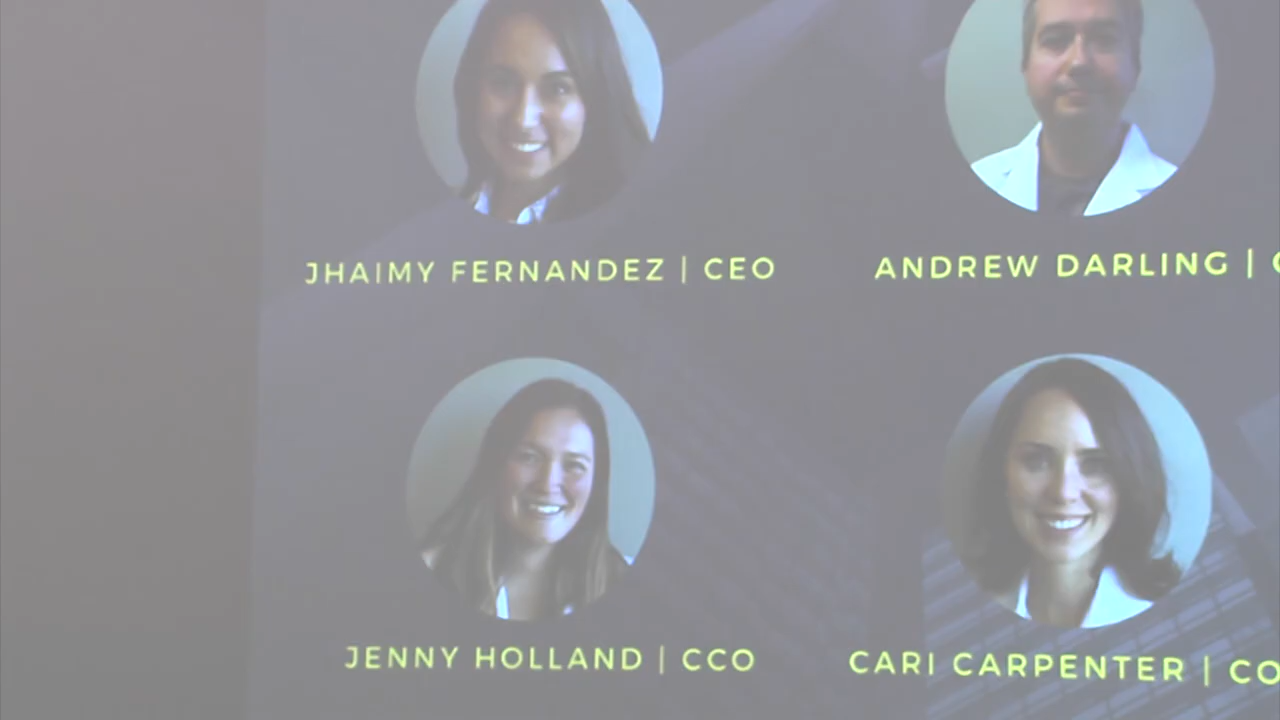 JHAIMY FERNANDEZ | CEO
ANDREW DARLING |
JENNY HOLLAND | CCO
CARI CARPENTER |